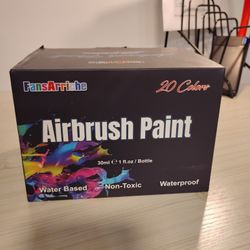 FansArriche
20 Colors
Airbrush Paint
30ml ℮ 1 fl.oz / Bottle
Water Based Non-Toxic Waterproof